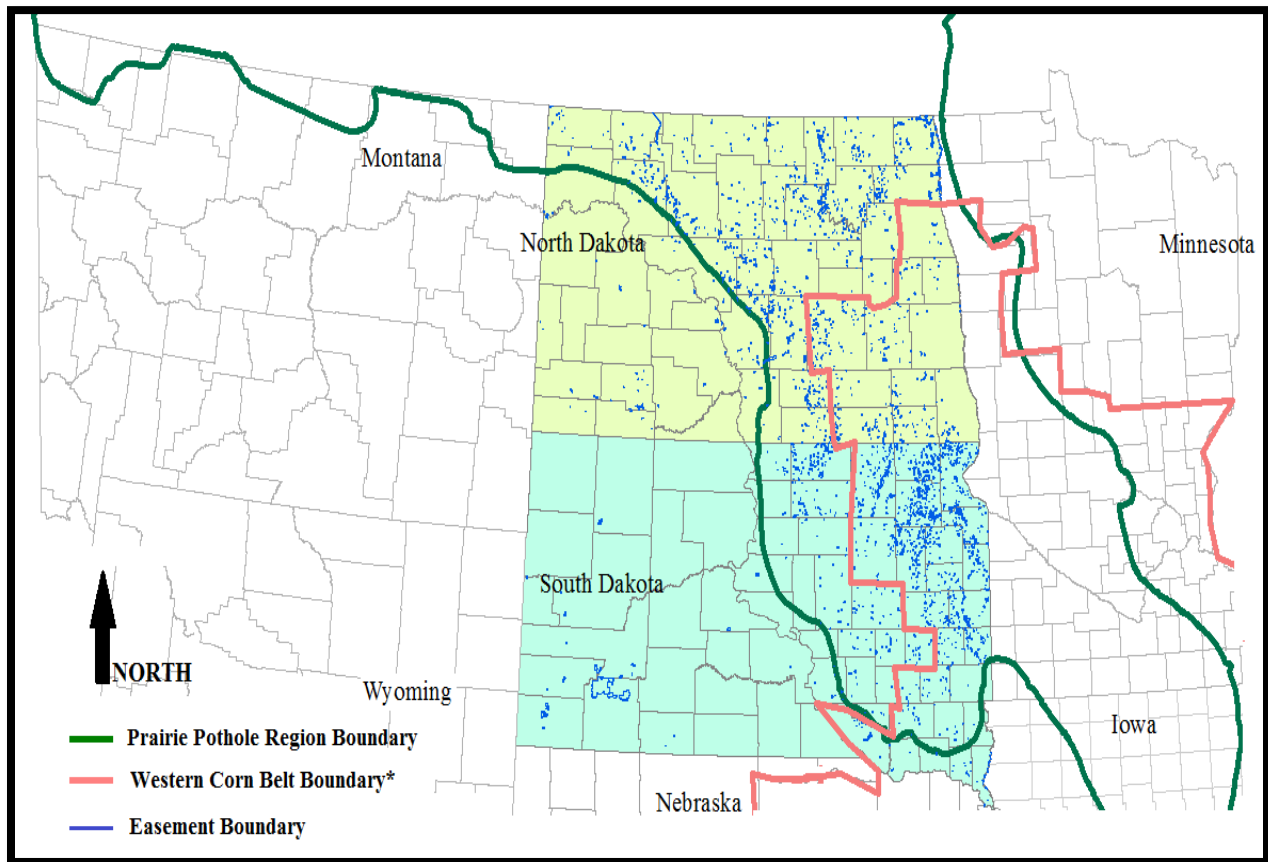 Montana
North Dakota
Minnesota
South Dakota
NORTH
Wyoming
Iowa
Prairie Pothole Region Boundary
Western Corn Belt Boundary*
Nebraska
Easement Boundary